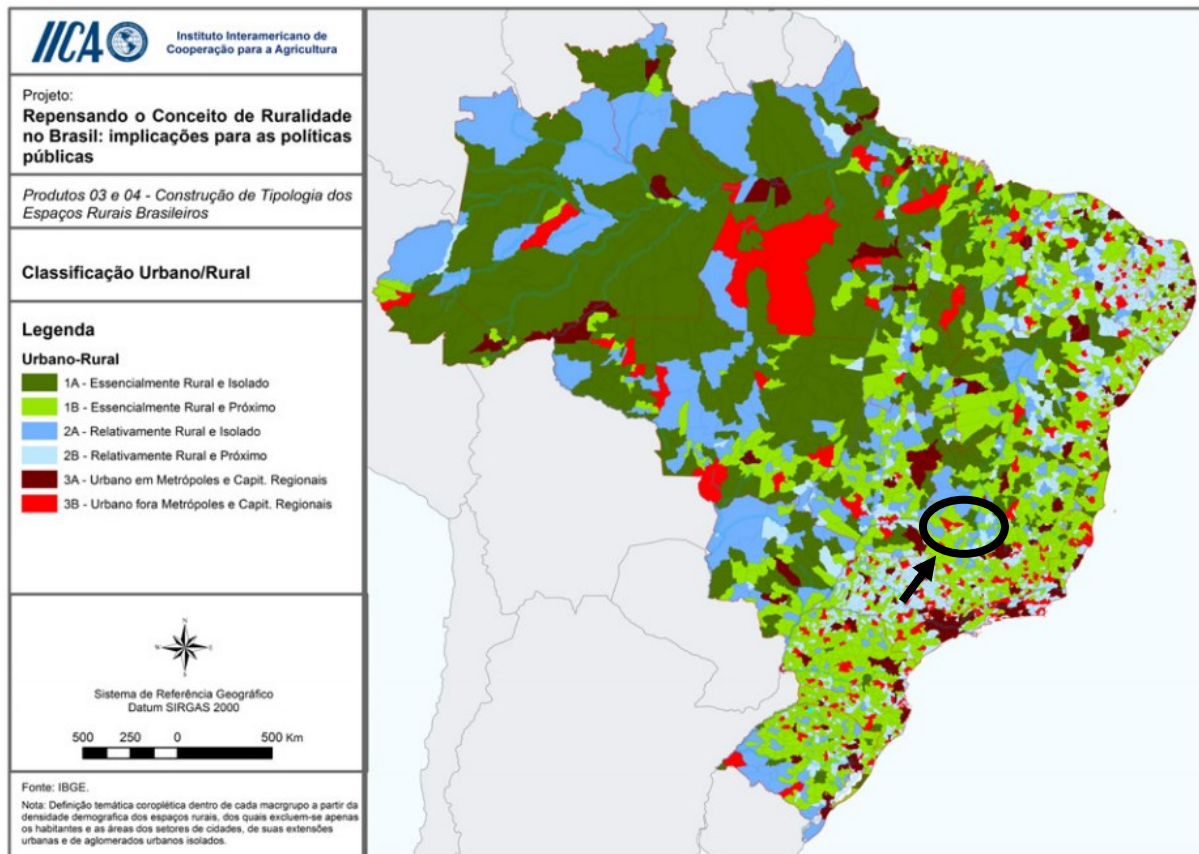 IICA
Instituto Interamericano de
Cooperação para a Agricultura
Projeto:
Repensando o Conceito de Ruralidade
no Brasil: implicações para as políticas
públicas
Produtos 03 e 04 - Construção de Tipologia dos
Espaços Rurais Brasileiros
Classificação Urbano/Rural
Legenda
Urbano-Rural
1A - Essencialmente Rural e Isolado
1B - Essencialmente Rural e Próximo
2A - Relativamente Rural e Isolado
2B - Relativamente Rural e Próximo
3A - Urbano em Metrópoles e Capit. Regionais
3B - Urbano fora Metrópoles e Capit. Regionais
N
W E
S
Sistema de Referência Geográfico
Datum SIRGAS 2000
500 250 0 500 Km
Fonte: IBGE.
Nota: Definição temática coroplética dentro de cada macrgrupo a partir da
densidade demografica dos espaços rurais, dos quais excluem-se apenas
os habitantes e as áreas dos setores de cidades, de suas extensões
urbanas e de aglomerados urbanos isolados.